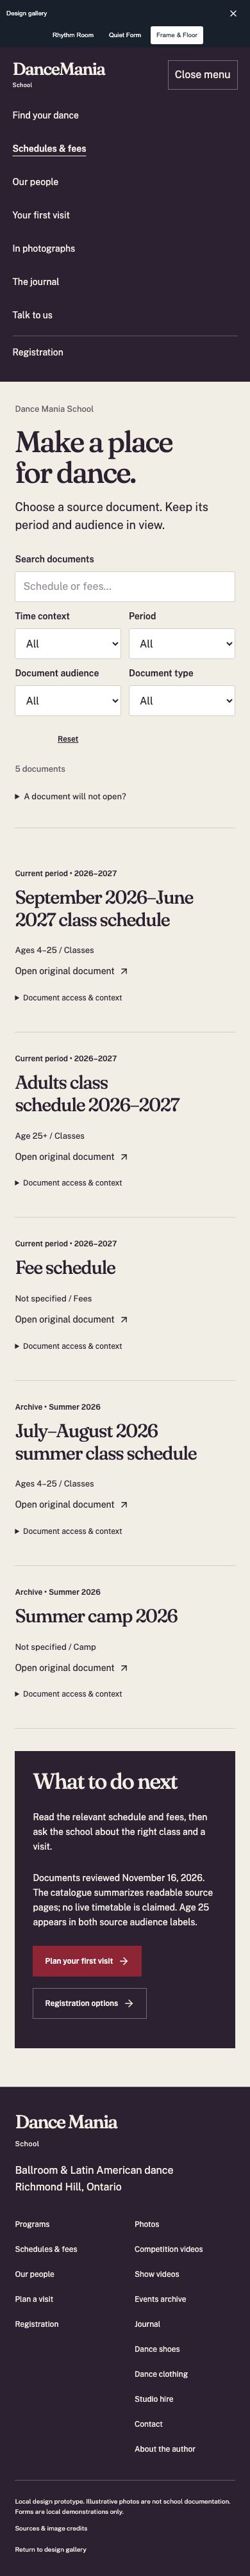 Design gallery
Rhythm Room Quiet Form Frame & Floor
DanceMania
School
Close menu
Find your dance
Schedules & fees
Our people
Your first visit
In photographs
The journal
Talk to us
Registration
Dance Mania School
Make a place
for dance.
Choose a source document. Keep its
period and audience in view.
Search documents
Schedule or fees...
Time context Period
All All
Document audience Document type
All All
Reset
5 documents
A document will not open?
Current period • 2026–2027
September 2026–June
2027 class schedule
Ages 4–25 / Classes
Open original document
Document access & context
Current period • 2026–2027
Adults class
schedule 2026–2027
Age 25+ / Classes
Open original document
Document access & context
Current period • 2026–2027
Fee schedule
Not specified / Fees
Open original document
Document access & context
Archive • Summer 2026
July–August 2026
summer class schedule
Ages 4–25 / Classes
Open original document
Document access & context
Archive • Summer 2026
Summer camp 2026
Not specified / Camp
Open original document
Document access & context
What to do next
Read the relevant schedule and fees, then
ask the school about the right class and a
visit.
Documents reviewed November 16, 2026.
The catalogue summarizes readable source
pages; no live timetable is claimed. Age 25
appears in both source audience labels.
Plan your first visit
Registration options
Dance Mania
School
Ballroom & Latin American dance
Richmond Hill, Ontario
Programs
Schedules & fees
Our people
Plan a visit
Registration
Photos
Competition videos
Show videos
Events archive
Journal
Dance shoes
Dance clothing
Studio hire
Contact
About the author
Local design prototype. Illustrative photos are not school documentation.
Forms are local demonstrations only.
Sources & image credits
Return to design gallery